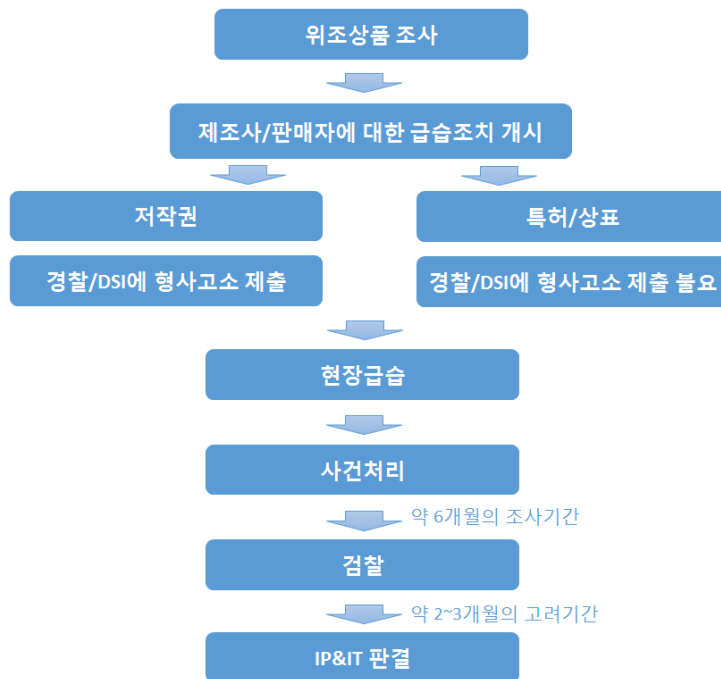 위조상품 조사
제조사/판매자에 대한 급습조치 개시
저작권
특허/상표
경찰/DSI에 형사고소 제출
경찰/DSI에 형사고소 제출 불요
현장급습
사건처리
약 6개월의 조사기간
검찰
약 2~3개월의 고려기간
IP&IT 판결